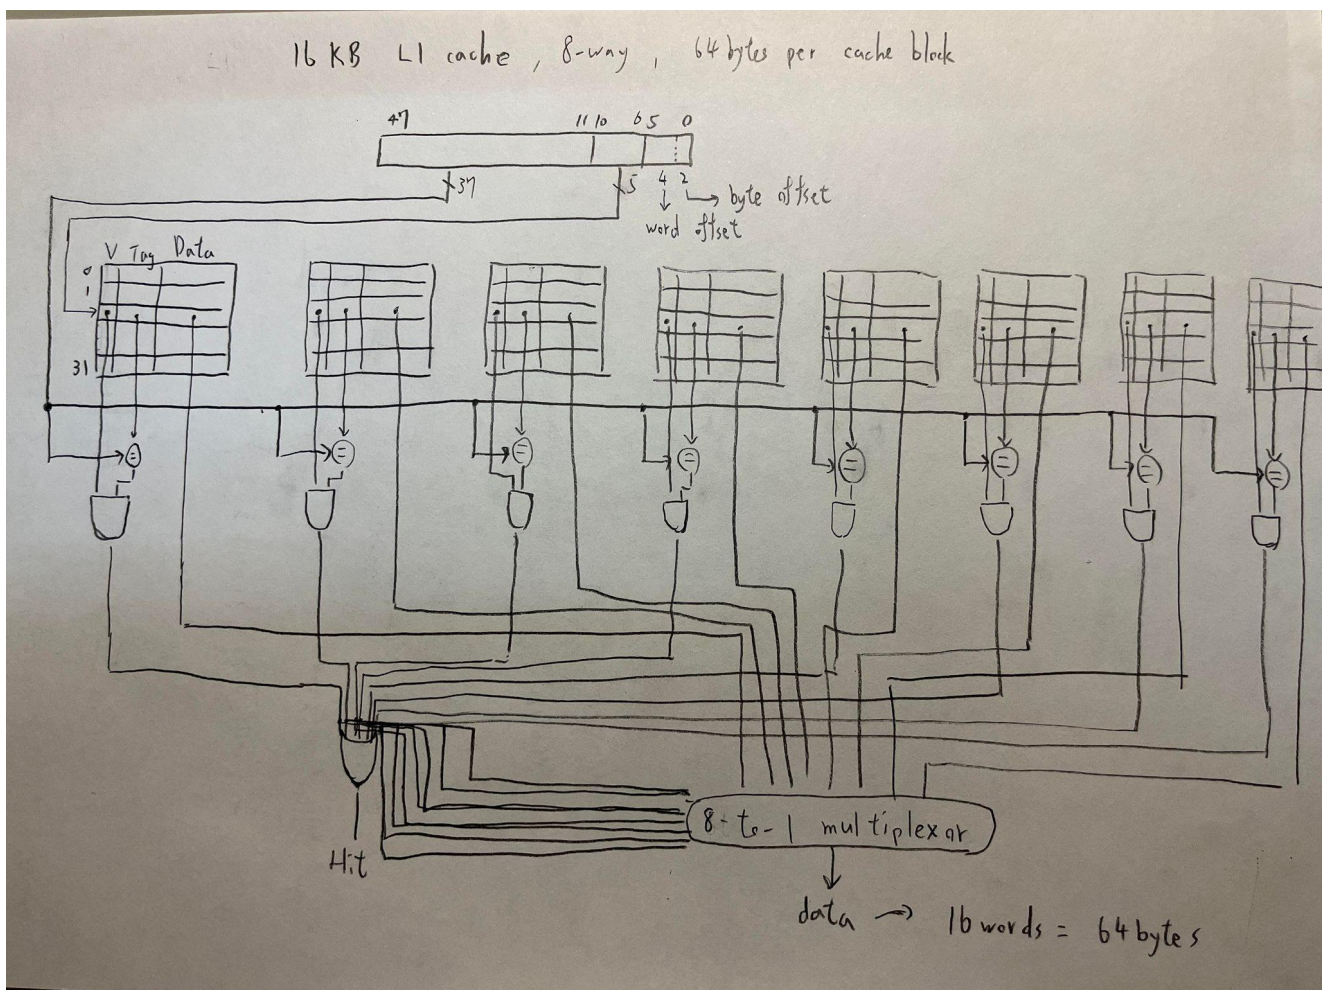 16 KB L1 cache, 8-way, 64 bytes per cache block
47 11 10 6 5 0
37 5 4 2 → byte offset
word offset
V Tag Data
0
1
31
=
=
=
=
=
=
=
=
8-to-1 multiplexor
Hit
data → 16 words = 64 bytes